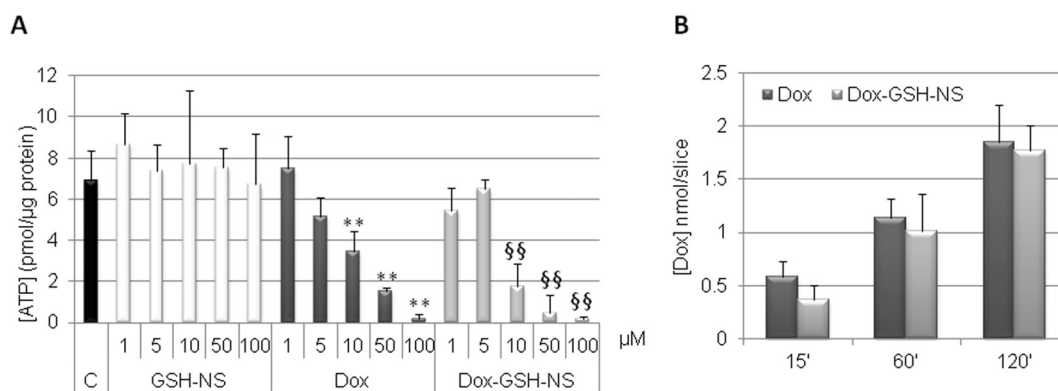 A
[ATP] (pmol/µg protein)
12
10
8
6
4
2
0
** ** **
§§ §§ §§
1 5 10 50 100 1 5 10 50 100 1 5 10 50 100 µM
C GSH-NS Dox Dox-GSH-NS
B
[Dox] nmol/slice
2.5
2
1.5
1
0.5
0
Dox Dox-GSH-NS
15' 60' 120'